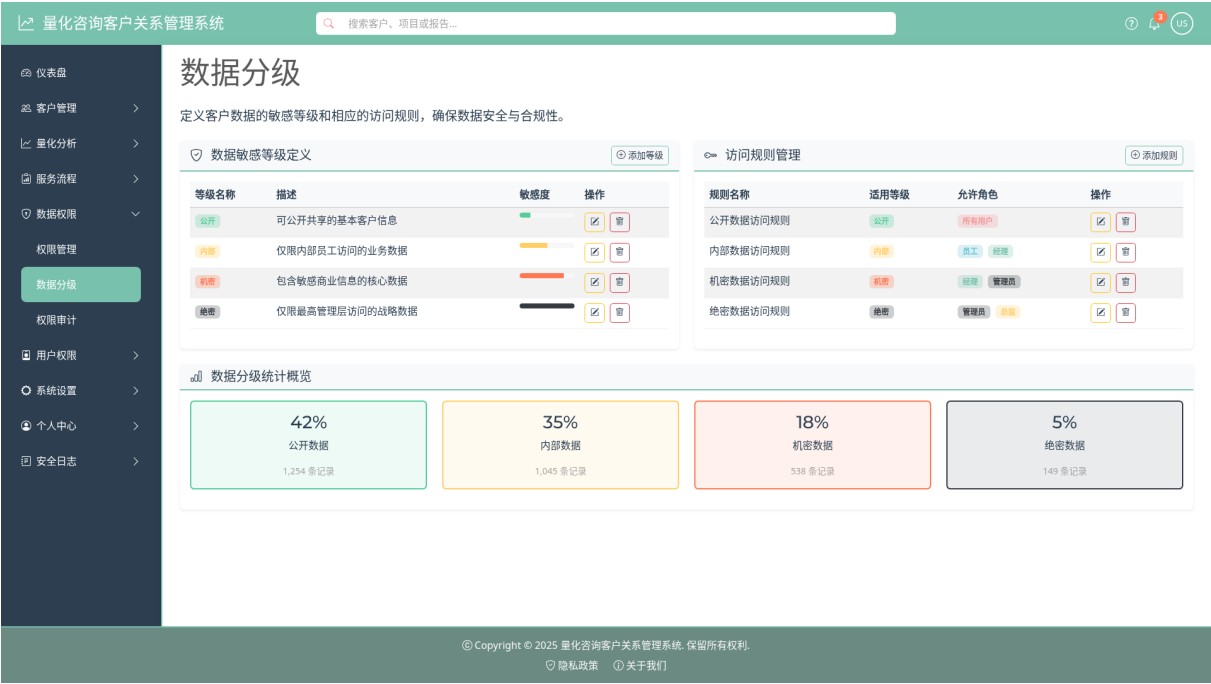 量化咨询客户关系管理系统
搜索客户、项目或报告...
3
US
仪表盘
客户管理
量化分析
服务流程
数据权限
权限管理
数据分级
权限审计
用户权限
系统设置
个人中心
安全日志
数据分级
定义客户数据的敏感等级和相应的访问规则，确保数据安全与合规性。
数据敏感等级定义
添加等级
等级名称 描述 敏感度 操作
公开 可公开共享的基本客户信息
内部 仅限内部员工访问的业务数据
机密 包含敏感商业信息的核心数据
绝密 仅限最高管理层访问的战略数据
访问规则管理
添加规则
规则名称 适用等级 允许角色 操作
公开数据访问规则 公开 所有用户
内部数据访问规则 内部 员工 经理
机密数据访问规则 机密 经理 管理员
绝密数据访问规则 绝密 管理员
数据分级统计概览
42%
公开数据
1,254 条记录
35%
内部数据
1,045 条记录
18%
机密数据
538 条记录
5%
绝密数据
149 条记录
© Copyright © 2025 量化咨询客户关系管理系统. 保留所有权利.
隐私政策 关于我们